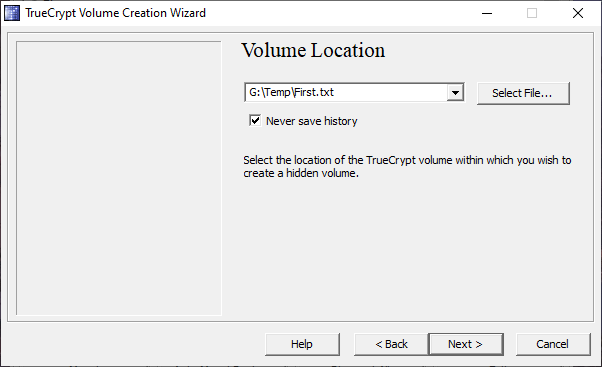 TrueCrypt Volume Creation Wizard
Volume Location
G:\Temp\First.txt
Select File...
Never save history
Select the location of the TrueCrypt volume within which you wish to
create a hidden volume.
Help
< Back
Next >
Cancel